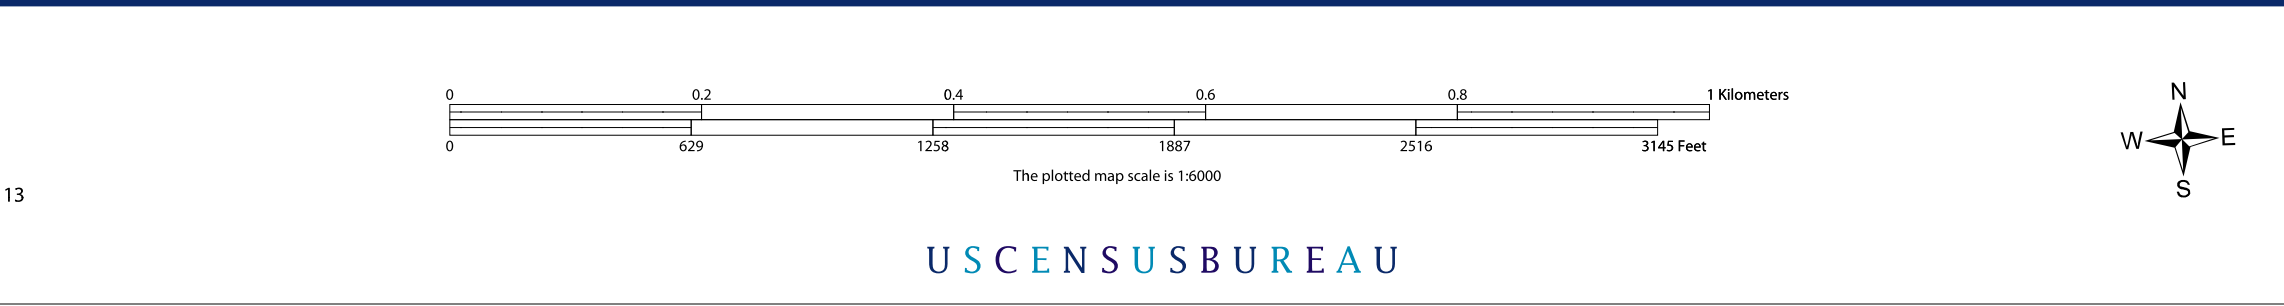 0 0.2 0.4 0.6 0.8 1 Kilometers
0 629 1258 1887 2516 3145 Feet
The plotted map scale is 1:6000
13
N
W E
S
USCENSUSBUREAU